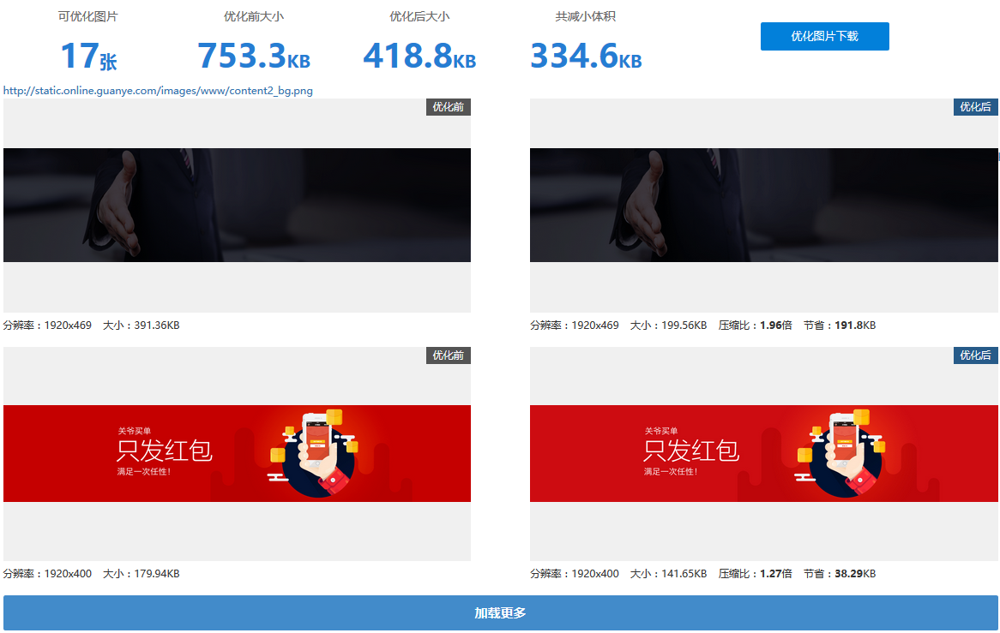 可优化图片 优化前大小 优化后大小 共减小体积
17张 753.3KB 418.8KB 334.6KB
优化图片下载
http://static.online.guanye.com/images/www/content2_bg.png
优化前
优化后
分辨率：1920x469 大小：391.36KB
分辨率：1920x469 大小：199.56KB 压缩比：1.96倍 节省：191.8KB
优化前
关爷买单
只发红包
满足一次任性！
优化后
关爷买单
只发红包
满足一次任性！
分辨率：1920x400 大小：179.94KB
分辨率：1920x400 大小：141.65KB 压缩比：1.27倍 节省：38.29KB
加载更多